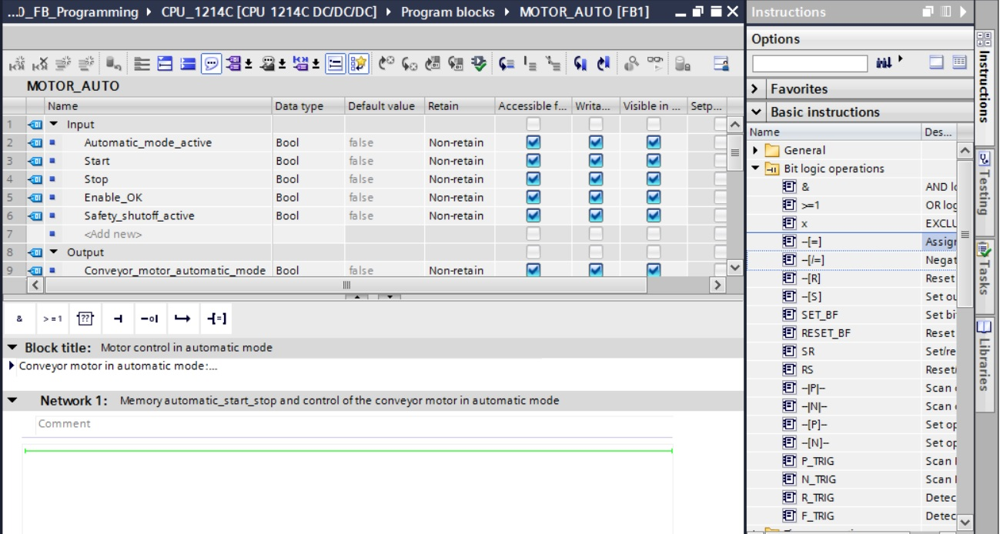 ...0_FB_Programming ▸ CPU_1214C [CPU 1214C DC/DC/DC] ▸ Program blocks ▸ MOTOR_AUTO [FB1]
MOTOR_AUTO
Name Data type Default value Retain Accessible f... Writa... Visible in ... Setp...
1 Input
2 Automatic_mode_active Bool false Non-retain
3 Start Bool false Non-retain
4 Stop Bool false Non-retain
5 Enable_OK Bool false Non-retain
6 Safety_shutoff_active Bool false Non-retain
7 <Add new>
8 Output
9 Conveyor_motor_automatic_mode Bool false Non-retain
& >=1 ?? ⊣ -o| ↦ -[=]
Block title: Motor control in automatic mode
Conveyor motor in automatic mode:...
Network 1: Memory automatic_start_stop and control of the conveyor motor in automatic mode
Comment
Instructions
Options
Favorites
Basic instructions
Name Des...
General
Bit logic operations
& AND lo
>=1 OR log
x EXCLU
-[=] Assign
-[/=] Negat
-[R] Reset
-[S] Set ou
SET_BF Set bi
RESET_BF Reset
SR Set/re
RS Reset/
-|P|- Scan
-|N|- Scan
-[P]- Set op
-[N]- Set op
P_TRIG Scan
N_TRIG Scan
R_TRIG Detec
F_TRIG Detec
Instructions
Testing
Tasks
Libraries